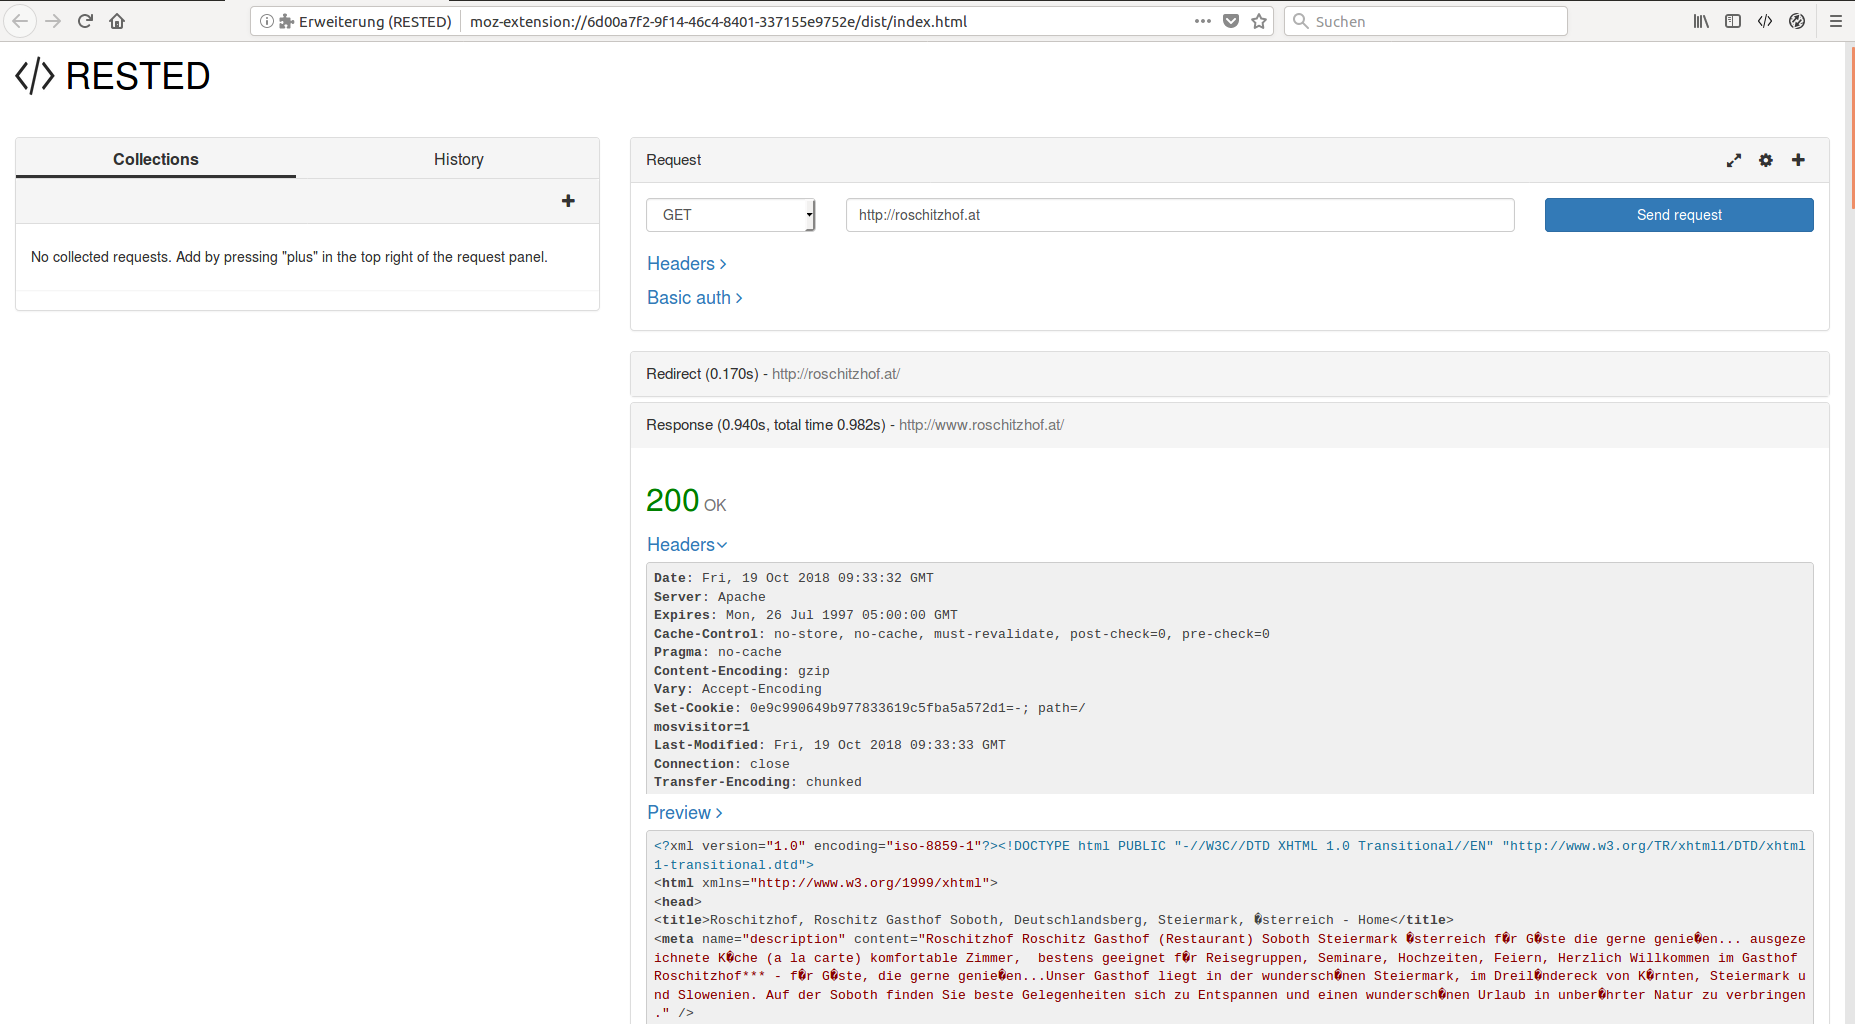 Erweiterung (RESTED) moz-extension://6d00a7f2-9f14-46c4-8401-337155e9752e/dist/index.html Suchen
</> RESTED
Collections History
No collected requests. Add by pressing "plus" in the top right of the request panel.
Request
GET http://roschitzhof.at Send request
Headers
Basic auth
Redirect (0.170s) - http://roschitzhof.at/
Response (0.940s, total time 0.982s) - http://www.roschitzhof.at/
200 OK
Headers
Date: Fri, 19 Oct 2018 09:33:32 GMT
Server: Apache
Expires: Mon, 26 Jul 1997 05:00:00 GMT
Cache-Control: no-store, no-cache, must-revalidate, post-check=0, pre-check=0
Pragma: no-cache
Content-Encoding: gzip
Vary: Accept-Encoding
Set-Cookie: 0e9c990649b977833619c5fba5a572d1=-; path=/
mosvisitor=1
Last-Modified: Fri, 19 Oct 2018 09:33:33 GMT
Connection: close
Transfer-Encoding: chunked
Preview
<?xml version="1.0" encoding="iso-8859-1"?><!DOCTYPE html PUBLIC "-//W3C//DTD XHTML 1.0 Transitional//EN" "http://www.w3.org/TR/xhtml1/DTD/xhtml
1-transitional.dtd">
<html xmlns="http://www.w3.org/1999/xhtml">
<head>
<title>Roschitzhof, Roschitz Gasthof Soboth, Deutschlandsberg, Steiermark, �sterreich - Home</title>
<meta name="description" content="Roschitzhof Roschitz Gasthof (Restaurant) Soboth Steiermark �sterreich f�r G�ste die gerne genie�en... ausgeze
ichnete K�che (a la carte) komfortable Zimmer,  bestens geeignet f�r Reisegruppen, Seminare, Hochzeiten, Feiern, Herzlich Willkommen im Gasthof
Roschitzhof*** - f�r G�ste, die gerne genie�en...Unser Gasthof liegt in der wundersch�nen Steiermark, im Dreil�ndereck von K�rnten, Steiermark u
nd Slowenien. Auf der Soboth finden Sie beste Gelegenheiten sich zu Entspannen und einen wundersch�nen Urlaub in unber�hrter Natur zu verbringen
." />